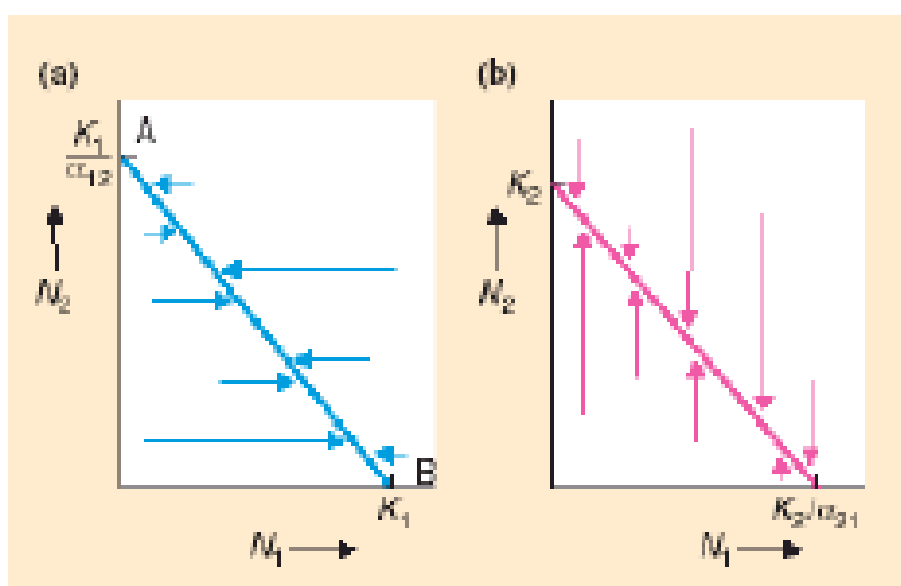 (a)
K₁
α₁₂
A
N₂
B
K₁
N₁
(b)
K₂
N₂
K₂/α₂₁
N₁